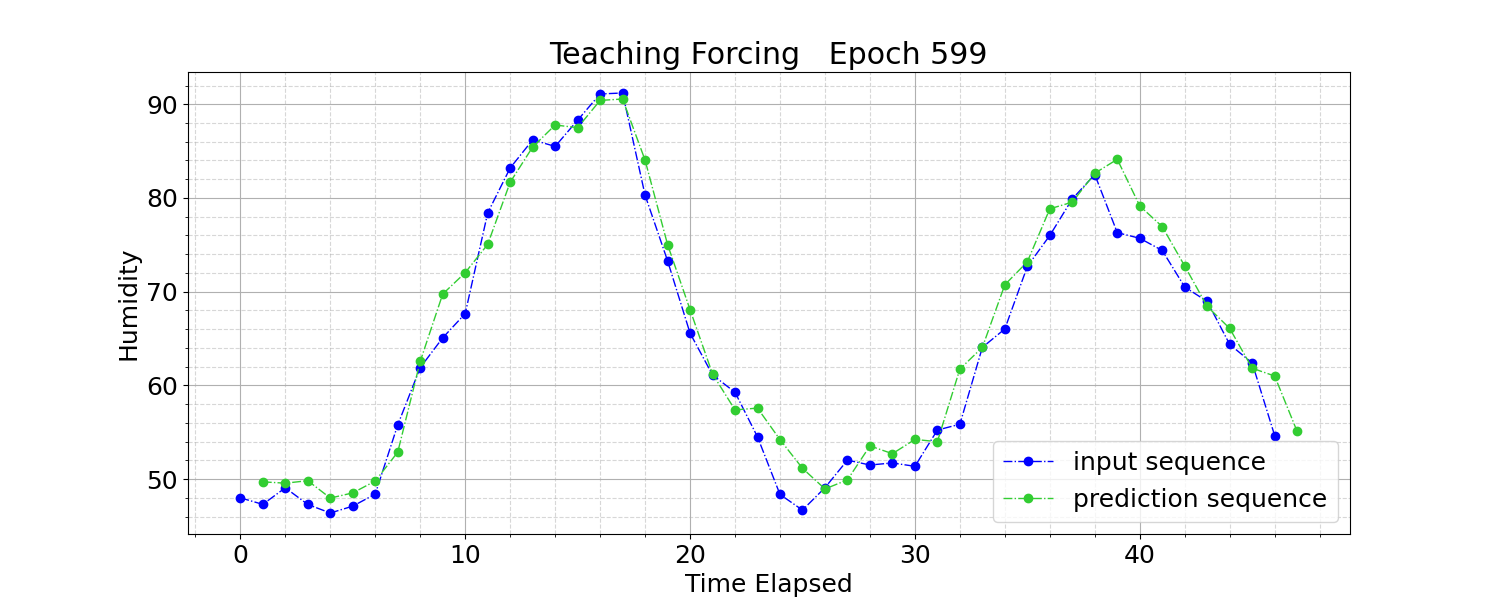 Teaching Forcing   Epoch 599
90
80
70
60
50
Humidity
input sequence
prediction sequence
0 10 20 30 40
Time Elapsed